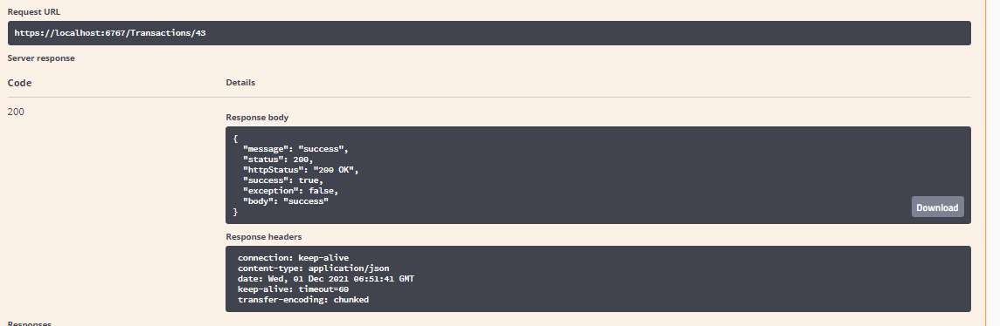 Request URL
https://localhost:6767/Transactions/43
Server response
Code Details
200
Response body
{
"message": "success",
"status": 200,
"httpStatus": "200 OK",
"success": true,
"exception": false,
"body": "success"
}
Download
Response headers
connection: keep-alive
content-type: application/json
date: Wed, 01 Dec 2021 06:51:41 GMT
keep-alive: timeout=60
transfer-encoding: chunked
Responses